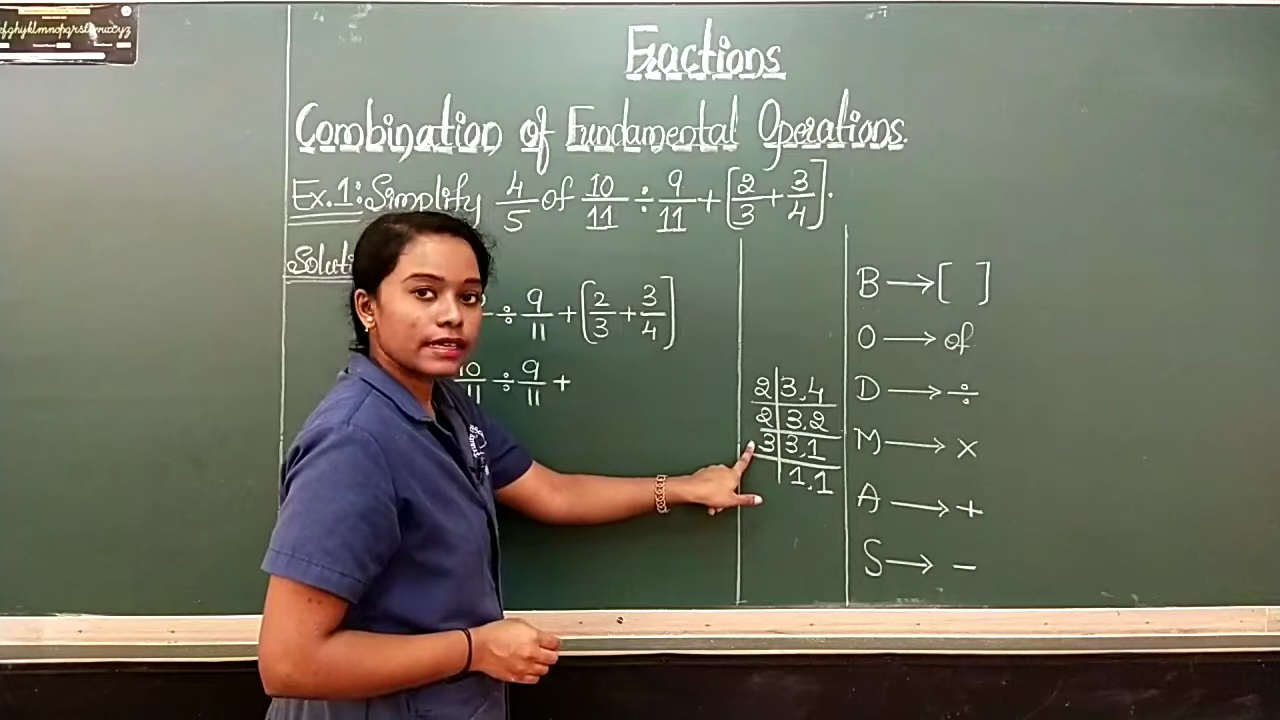 efghijklmnopqrstuvwxyz
Fractions
Combination of Fundamental Operations.
Ex.1: Simplify 4/5 of 10/11 ÷ 9/11 + [2/3 + 3/4].
÷ 9/11 + [2/3 + 3/4]
10/11 ÷ 9/11 +
2 | 3, 4
2 | 3, 2
3 | 3, 1
1, 1
B → [ ]
O → of
D → ÷
M → ×
A → +
S → −